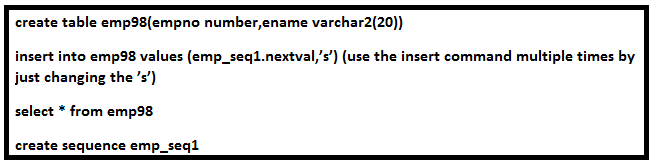 create table emp98(empno number,ename varchar2(20))
insert into emp98 values (emp_seq1.nextval,’s’) (use the insert command multiple times by
just changing the ’s’)
select * from emp98
create sequence emp_seq1